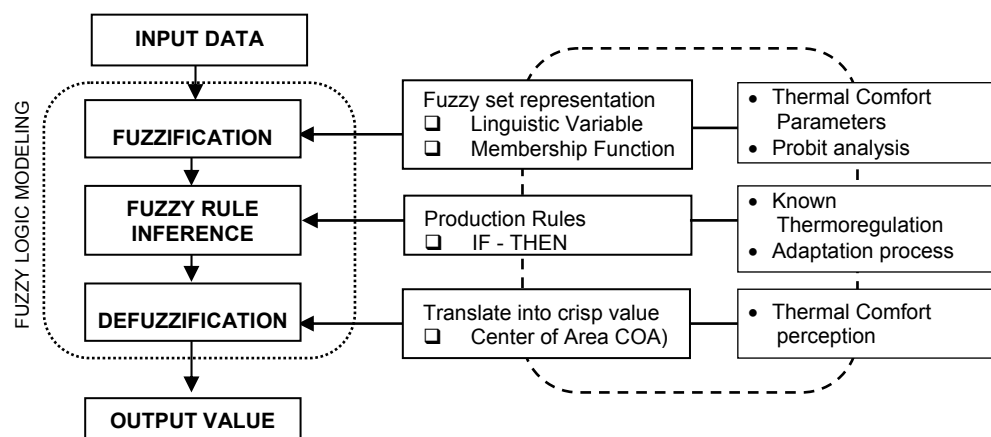 INPUT DATA
FUZZY LOGIC MODELING
FUZZIFICATION
Fuzzy set representation
❑ Linguistic Variable
❑ Membership Function
• Thermal Comfort
Parameters
• Probit analysis
FUZZY RULE
INFERENCE
Production Rules
❑ IF - THEN
• Known
Thermoregulation
• Adaptation process
DEFUZZIFICATION
Translate into crisp value
❑ Center of Area COA)
• Thermal Comfort
perception
OUTPUT VALUE